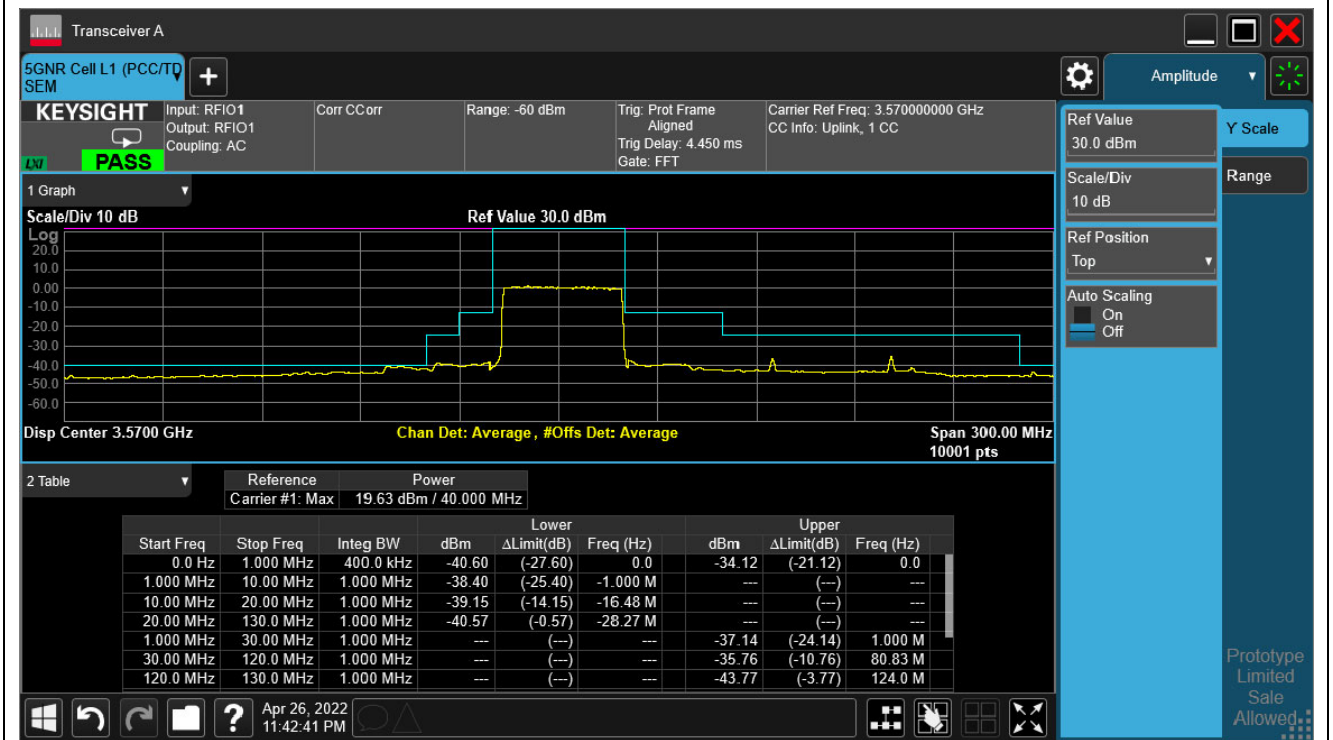 Transceiver A
5GNR Cell L1 (PCC/TD
SEM
+
Amplitude
KEYSIGHT
LXI
PASS
Input: RFIO1
Output: RFIO1
Coupling: AC
Corr CCorr
Range: -60 dBm
Trig: Prot Frame
Aligned
Trig Delay: 4.450 ms
Gate: FFT
Carrier Ref Freq: 3.570000000 GHz
CC Info: Uplink, 1 CC
Ref Value
30.0 dBm
Scale/Div
10 dB
Ref Position
Top
Auto Scaling
On
Off
Y Scale
Range
1 Graph
Scale/Div 10 dB
Ref Value 30.0 dBm
Log
20.0
10.0
0.00
-10.0
-20.0
-30.0
-40.0
-50.0
-60.0
Disp Center 3.5700 GHz
Chan Det: Average , #Offs Det: Average
Span 300.00 MHz
10001 pts
2 Table
Reference Power
Carrier #1: Max 19.63 dBm / 40.000 MHz
Lower Upper
Start Freq Stop Freq Integ BW dBm ΔLimit(dB) Freq (Hz) dBm ΔLimit(dB) Freq (Hz)
0.0 Hz 1.000 MHz 400.0 kHz -40.60 (-27.60) 0.0 -34.12 (-21.12) 0.0
1.000 MHz 10.00 MHz 1.000 MHz -38.40 (-25.40) -1.000 M --- (---) ---
10.00 MHz 20.00 MHz 1.000 MHz -39.15 (-14.15) -16.48 M --- (---) ---
20.00 MHz 130.0 MHz 1.000 MHz -40.57 (-0.57) -28.27 M --- (---) ---
1.000 MHz 30.00 MHz 1.000 MHz --- (---) --- -37.14 (-24.14) 1.000 M
30.00 MHz 120.0 MHz 1.000 MHz --- (---) --- -35.76 (-10.76) 80.83 M
120.0 MHz 130.0 MHz 1.000 MHz --- (---) --- -43.77 (-3.77) 124.0 M
Prototype
Limited
Sale
Allowed
?
Apr 26, 2022
11:42:41 PM